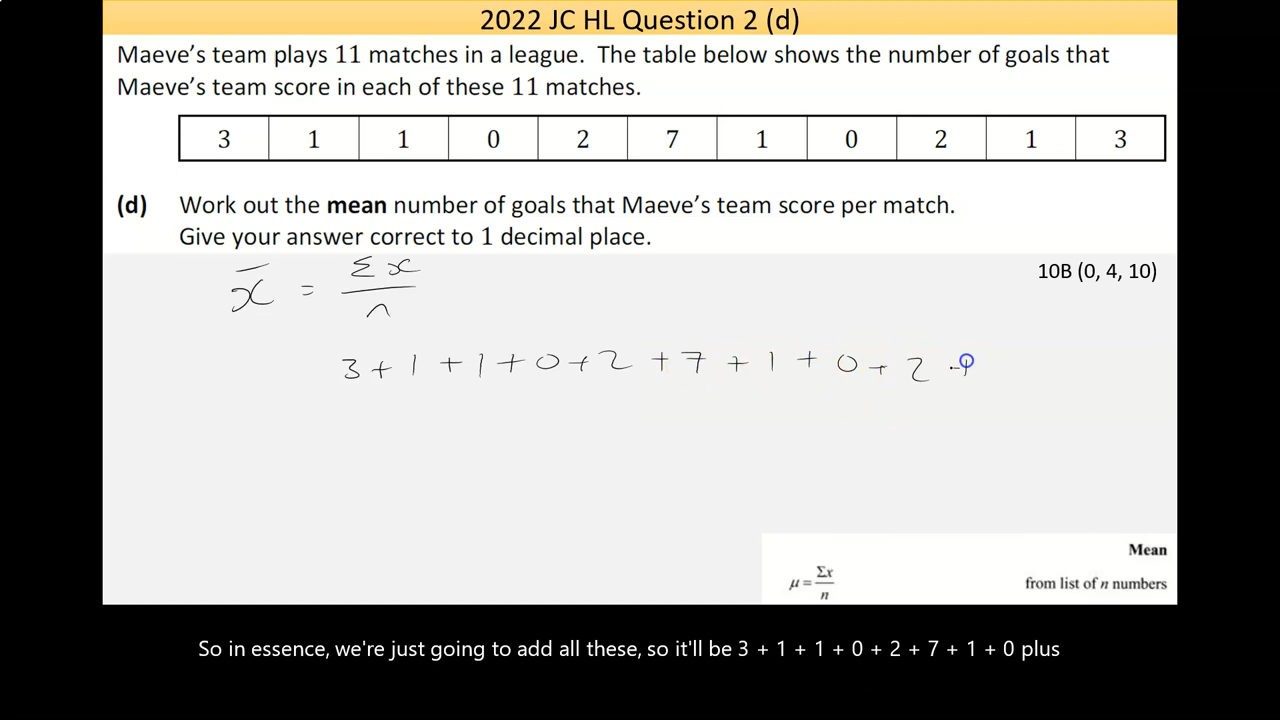 2022 JC HL Question 2 (d)
Maeve’s team plays 11 matches in a league. The table below shows the number of goals that
Maeve’s team score in each of these 11 matches.
3 1 1 0 2 7 1 0 2 1 3
(d) Work out the mean number of goals that Maeve’s team score per match.
Give your answer correct to 1 decimal place.
10B (0, 4, 10)
x̄ = Σx / n
3 + 1 + 1 + 0 + 2 + 7 + 1 + 0 + 2 +
Mean
μ = Σx / n from list of n numbers
So in essence, we're just going to add all these, so it'll be 3 + 1 + 1 + 0 + 2 + 7 + 1 + 0 plus